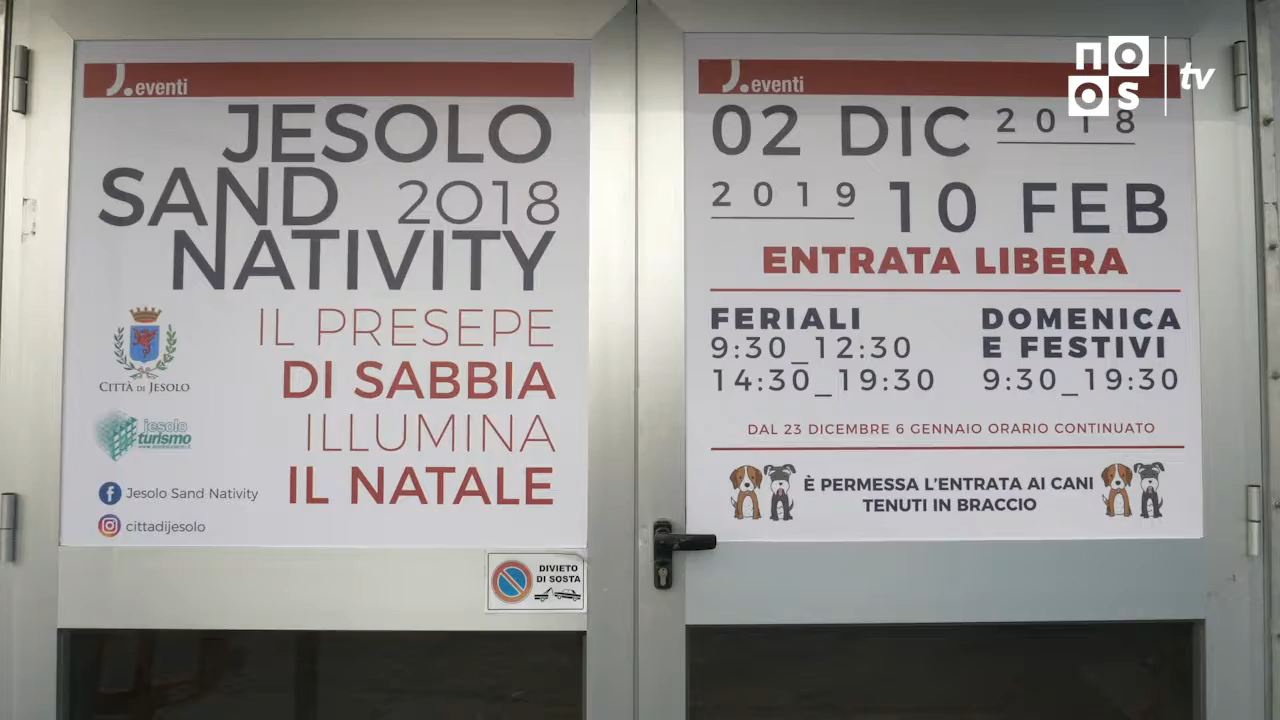 J.eventi
JESOLO
SAND 2018
NATIVITY
IL PRESEPE
DI SABBIA
ILLUMINA
IL NATALE
CITTÀ DI JESOLO
jesolo
turismo
Jesolo Sand Nativity
cittadijesolo
DIVIETO
DI SOSTA
J.eventi
02 DIC 2018
2019 10 FEB
ENTRATA LIBERA
FERIALI
9:30_12:30
14:30_19:30
DOMENICA
E FESTIVI
9:30_19:30
DAL 23 DICEMBRE 6 GENNAIO ORARIO CONTINUATO
È PERMESSA L'ENTRATA AI CANI
TENUTI IN BRACCIO
noos tv